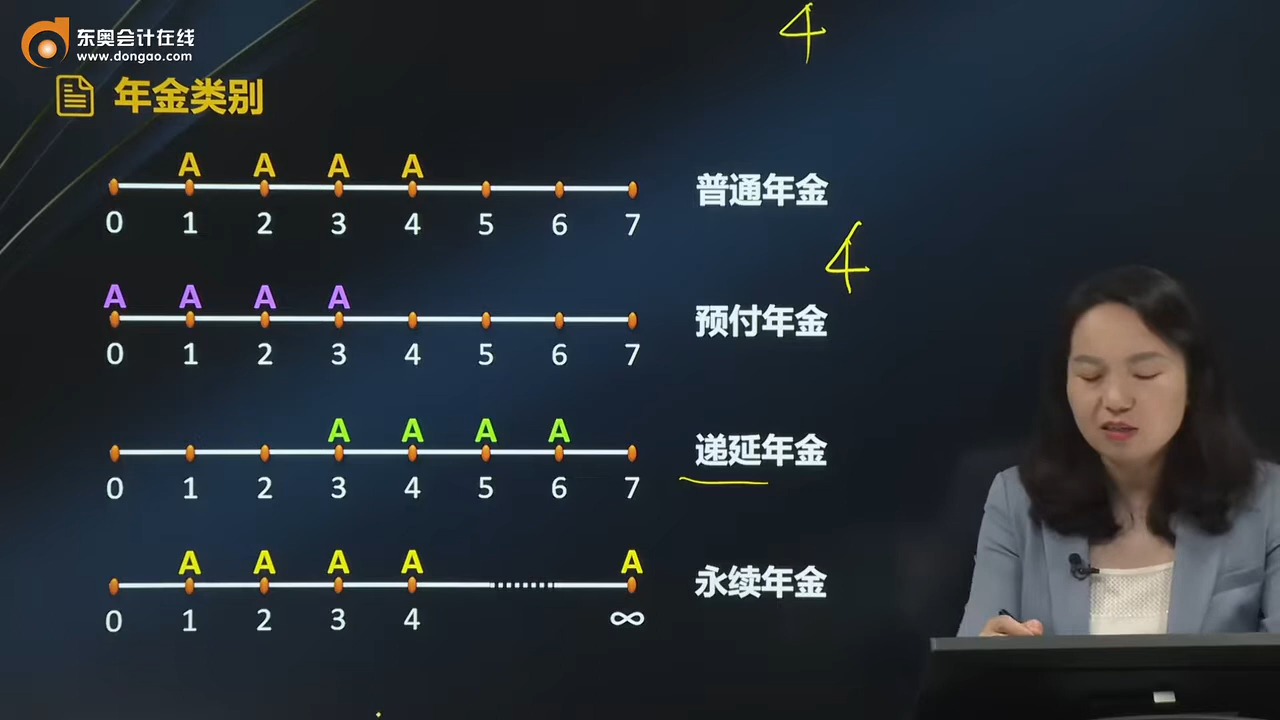 东奥会计在线
www.dongao.com
4
年金类别
A A A A
0 1 2 3 4 5 6 7
普通年金
4
A A A A
0 1 2 3 4 5 6 7
预付年金
A A A A
0 1 2 3 4 5 6 7
递延年金
A A A A A
0 1 2 3 4 ∞
永续年金